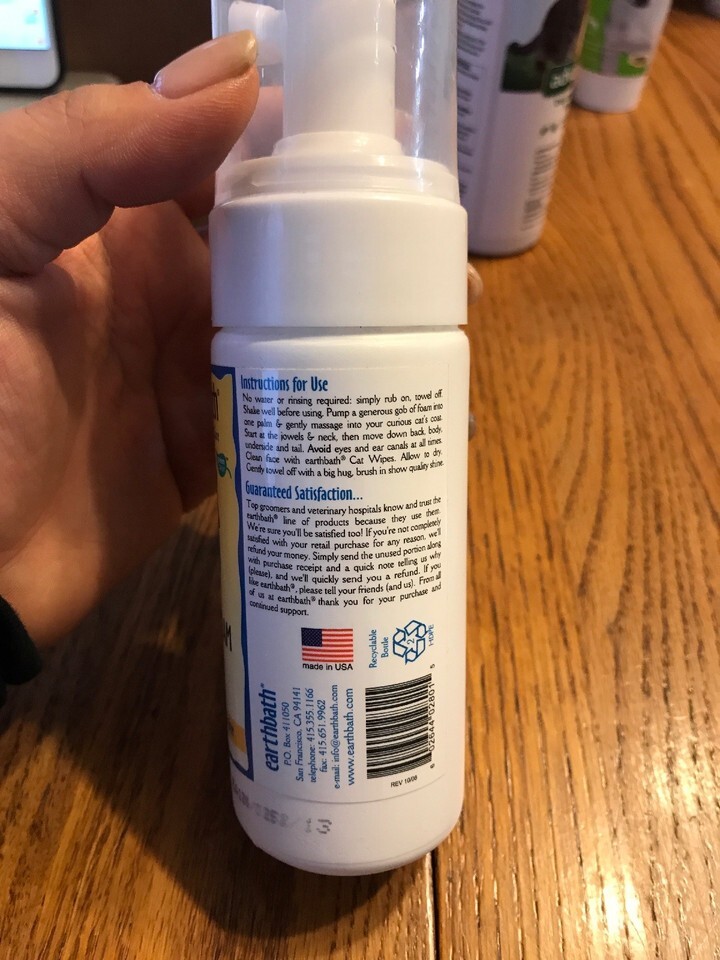 Instructions for Use
No water or rinsing required: simply rub on, towel off.
Shake well before using. Pump a generous gob of foam into
one palm & gently massage into your curious cat's coat.
Start at the jowels & neck, then move down back, body,
underside and tail. Avoid eyes and ear canals at all times.
Clean face with earthbath® Cat Wipes. Allow to dry.
Gently towel off with a big hug, brush in show quality shine.
Guaranteed Satisfaction...
Top groomers and veterinary hospitals know and trust the
earthbath® line of products because they use them.
We're sure you'll be satisfied too! If you're not completely
satisfied with your retail purchase for any reason, we'll
refund your money. Simply send the unused portion along
with purchase receipt and a quick note telling us why
(please), and we'll quickly send you a refund. If you
like earthbath®, please tell your friends (and us). From all
of us at earthbath® thank you for your purchase and
continued support.
made in USA
Recyclable
Bottle
2
HDPE
earthbath®
P.O. Box 411050
San Francisco, CA 94141
telephone: 415.355.1166
fax: 415.651.9962
e-mail: info@earthbath.com
www.earthbath.com
6 02644 02801 5
REV 10/08